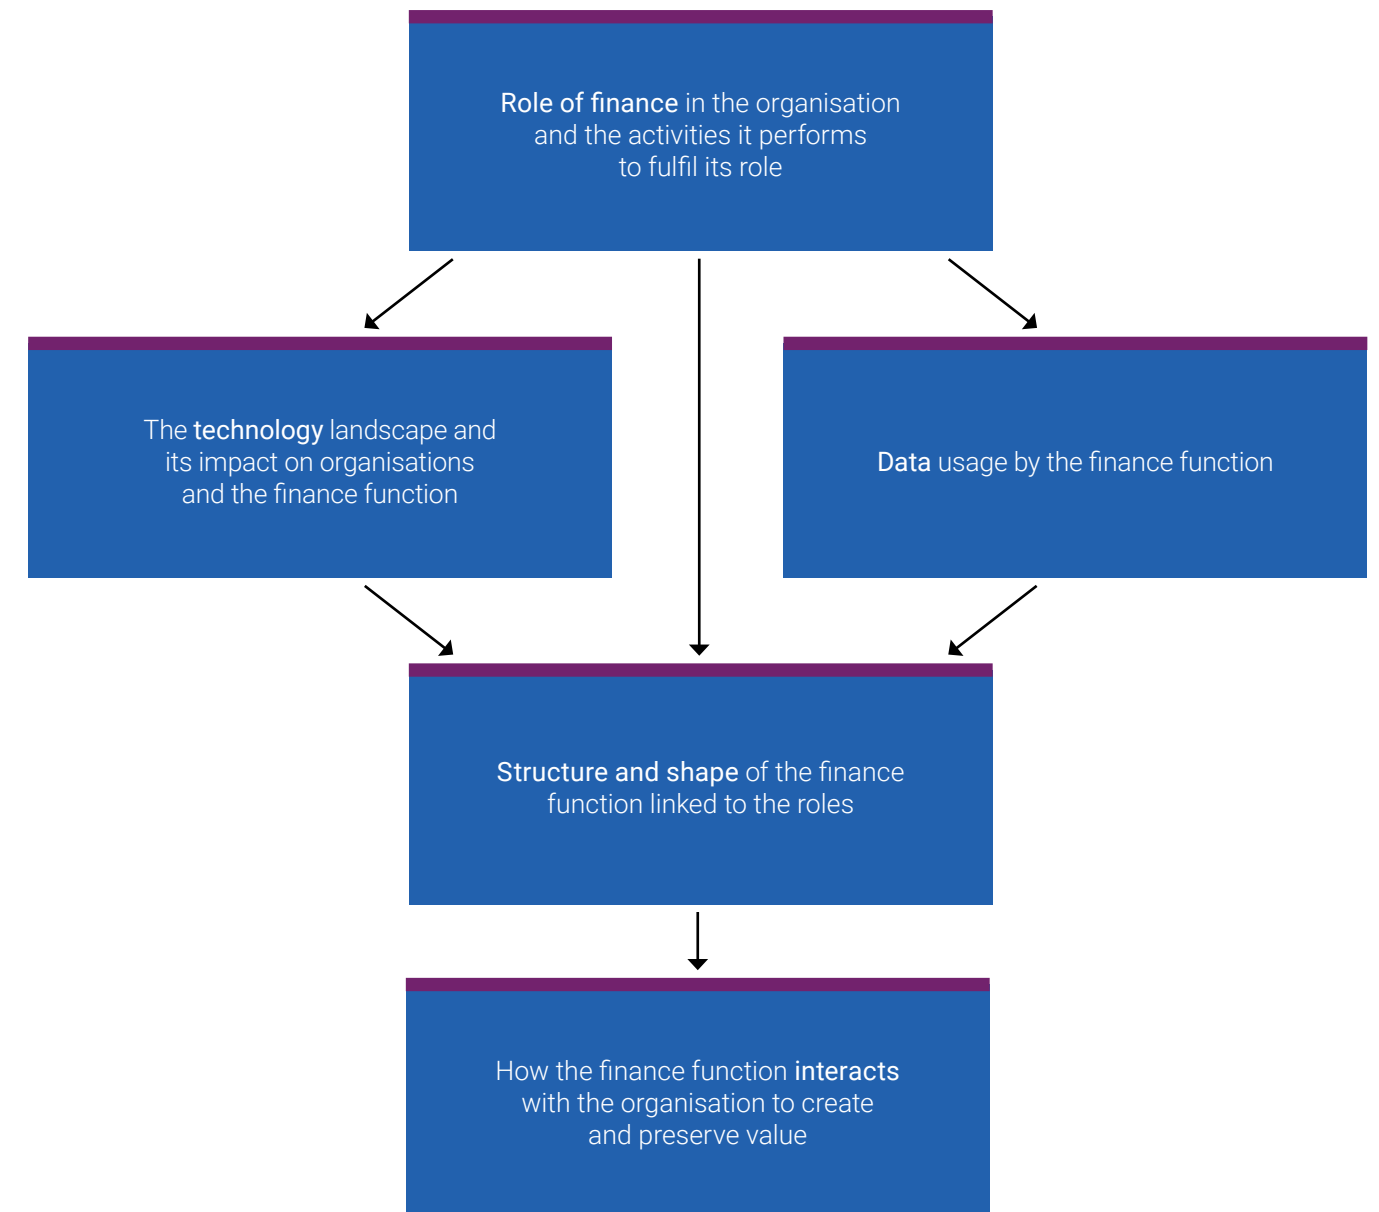 Role of finance in the organisation
and the activities it performs
to fulfil its role
The technology landscape and
its impact on organisations
and the finance function
Data usage by the finance function
Structure and shape of the finance
function linked to the roles
How the finance function interacts
with the organisation to create
and preserve value